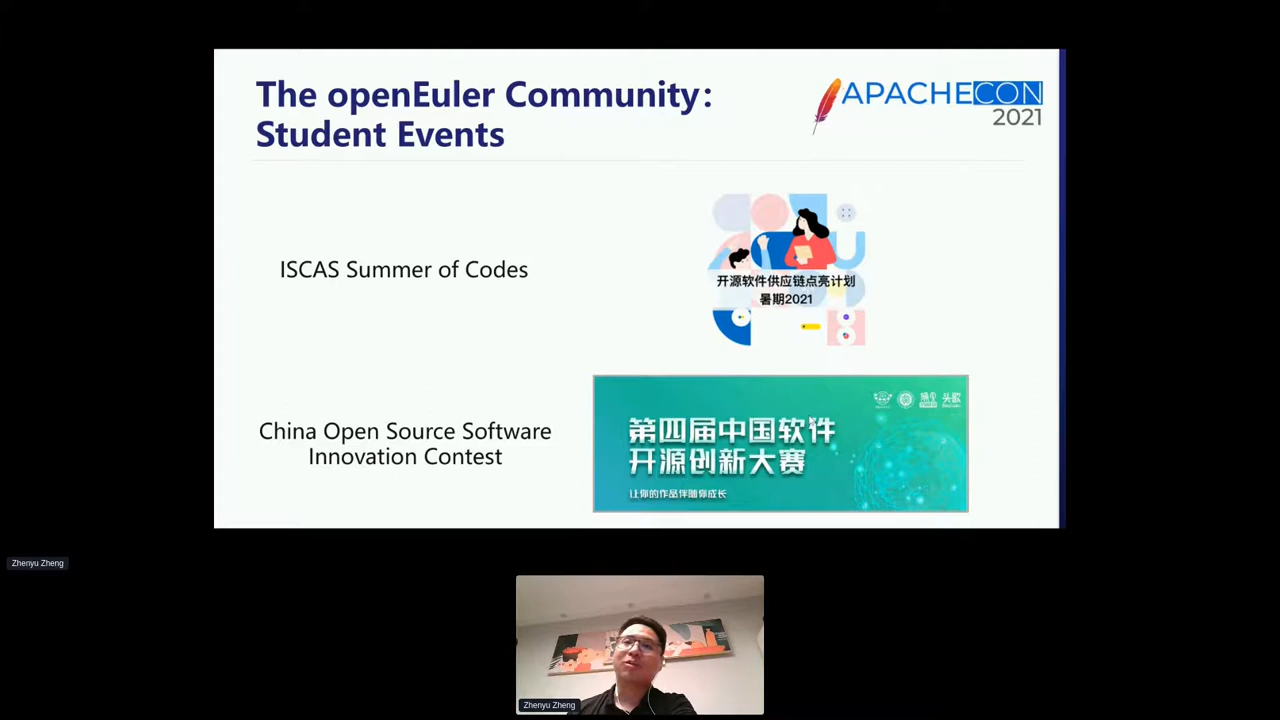 The openEuler Community:
Student Events
APACHECON
2021
ISCAS Summer of Codes
开源软件供应链点亮计划
暑期2021
China Open Source Software
Innovation Contest
第四届中国软件
开源创新大赛
让你的作品伴随你成长
头歌
Zhenyu Zheng
Zhenyu Zheng